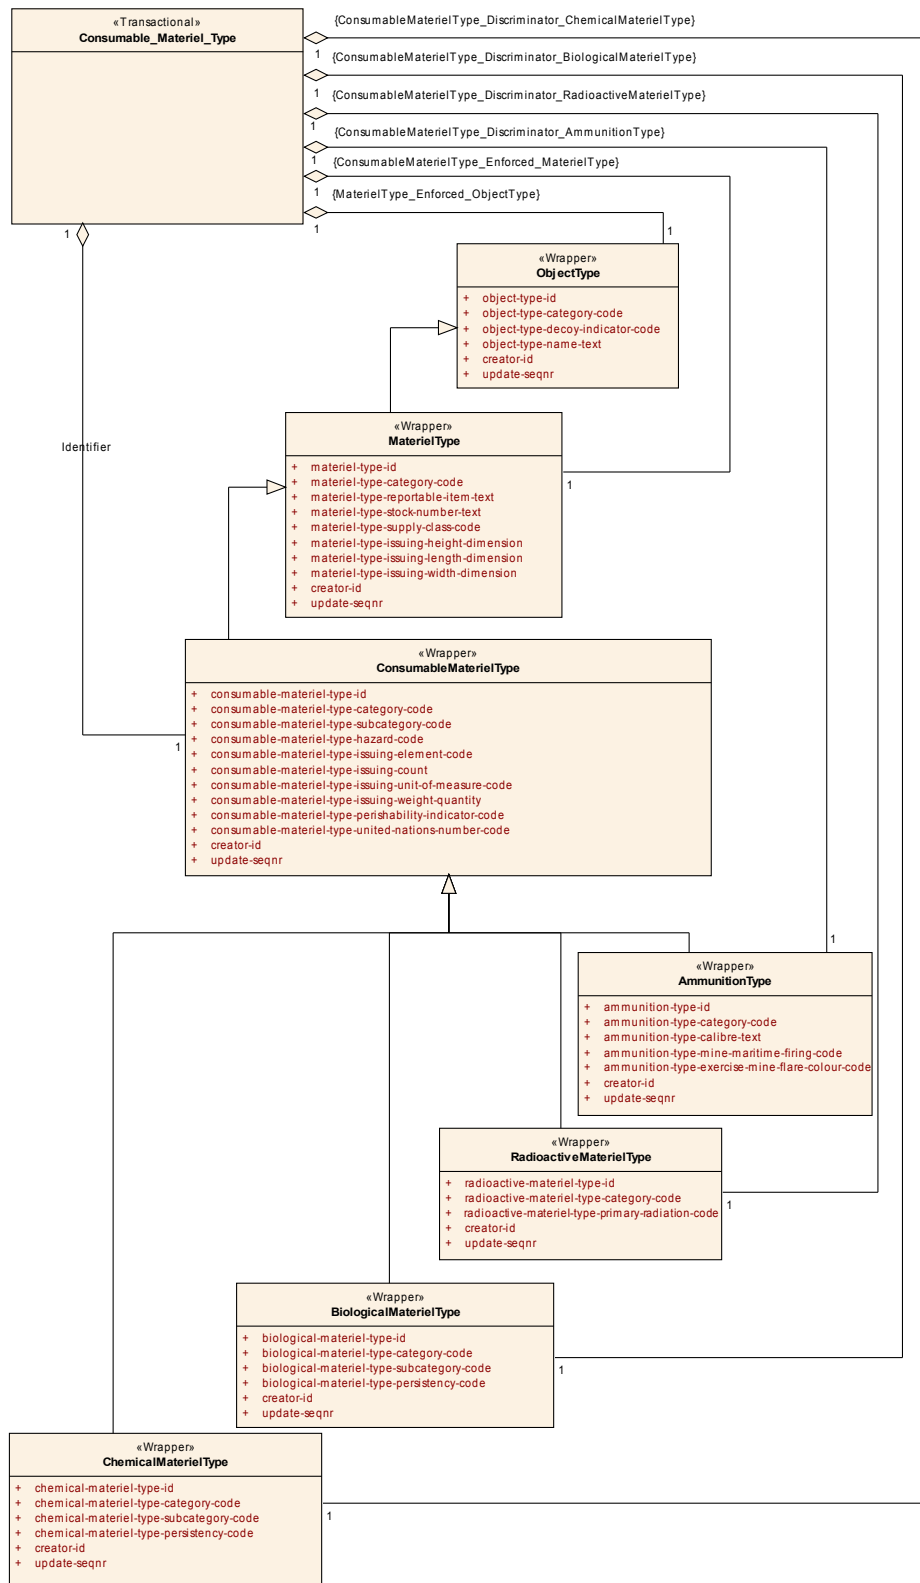 «Transactional»
Consumable_Materiel_Type
{ConsumableMaterielType_Discriminator_ChemicalMaterielType}
1
{ConsumableMaterielType_Discriminator_BiologicalMaterielType}
1
{ConsumableMaterielType_Discriminator_RadioactiveMaterielType}
1
{ConsumableMaterielType_Discriminator_AmmunitionType}
1
{ConsumableMaterielType_Enforced_MaterielType}
1
{MaterielType_Enforced_ObjectType}
1
1
1
«Wrapper»
ObjectType
+ object-type-id
+ object-type-category-code
+ object-type-decoy-indicator-code
+ object-type-name-text
+ creator-id
+ update-seqnr
«Wrapper»
MaterielType
+ materiel-type-id
+ materiel-type-category-code
+ materiel-type-reportable-item-text
+ materiel-type-stock-number-text
+ materiel-type-supply-class-code
+ materiel-type-issuing-height-dimension
+ materiel-type-issuing-length-dimension
+ materiel-type-issuing-width-dimension
+ creator-id
+ update-seqnr
1
Identifier
«Wrapper»
ConsumableMaterielType
+ consumable-materiel-type-id
+ consumable-materiel-type-category-code
+ consumable-materiel-type-subcategory-code
+ consumable-materiel-type-hazard-code
+ consumable-materiel-type-issuing-element-code
+ consumable-materiel-type-issuing-count
+ consumable-materiel-type-issuing-unit-of-measure-code
+ consumable-materiel-type-issuing-weight-quantity
+ consumable-materiel-type-perishability-indicator-code
+ consumable-materiel-type-united-nations-number-code
+ creator-id
+ update-seqnr
1
1
«Wrapper»
AmmunitionType
+ ammunition-type-id
+ ammunition-type-category-code
+ ammunition-type-calibre-text
+ ammunition-type-mine-maritime-firing-code
+ ammunition-type-exercise-mine-flare-colour-code
+ creator-id
+ update-seqnr
«Wrapper»
RadioactiveMaterielType
+ radioactive-materiel-type-id
+ radioactive-materiel-type-category-code
+ radioactive-materiel-type-primary-radiation-code
+ creator-id
+ update-seqnr
1
«Wrapper»
BiologicalMaterielType
+ biological-materiel-type-id
+ biological-materiel-type-category-code
+ biological-materiel-type-subcategory-code
+ biological-materiel-type-persistency-code
+ creator-id
+ update-seqnr
1
«Wrapper»
ChemicalMaterielType
+ chemical-materiel-type-id
+ chemical-materiel-type-category-code
+ chemical-materiel-type-subcategory-code
+ chemical-materiel-type-persistency-code
+ creator-id
+ update-seqnr
1